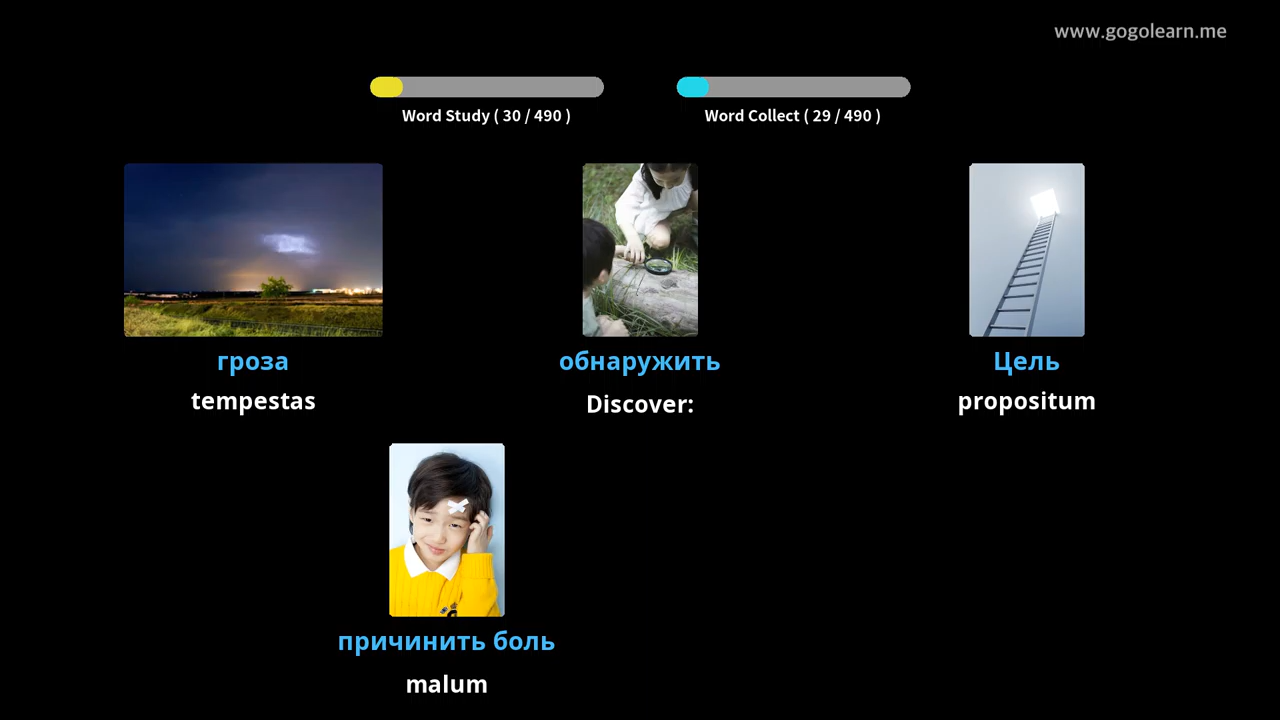 www.gogolearn.me
Word Study ( 30 / 490 )
Word Collect ( 29 / 490 )
гроза
tempestas
обнаружить
Discover:
Цель
propositum
причинить боль
malum